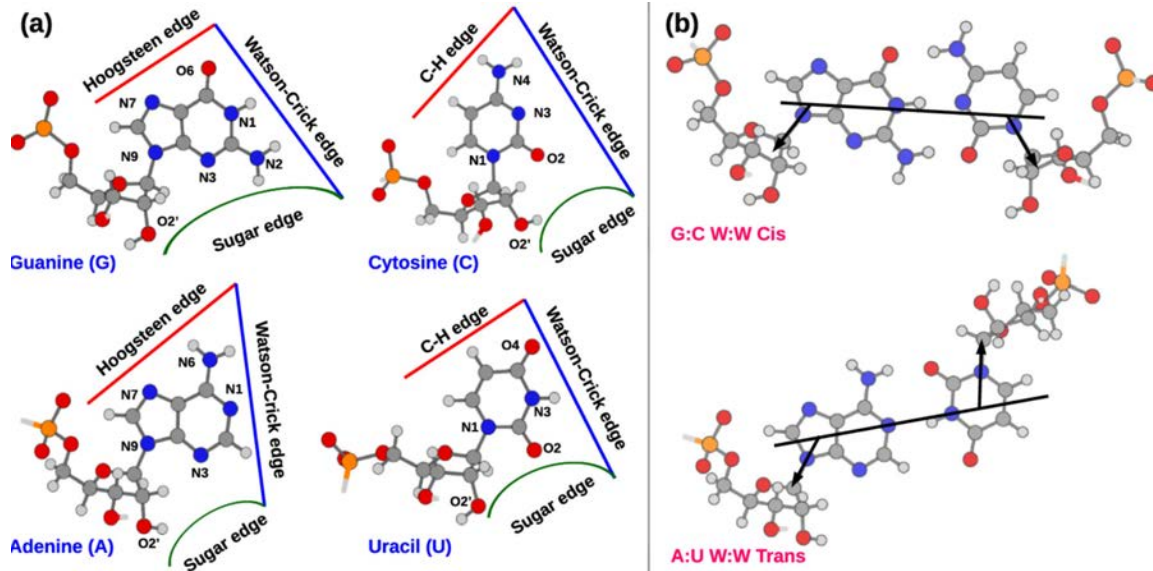 (a)
Hoogsteen edge
Watson-Crick edge
O6
N7
N1
N9
N2
N3
O2'
Sugar edge
Guanine (G)
C-H edge
Watson-Crick edge
N4
N3
N1
O2
O2'
Sugar edge
Cytosine (C)
Hoogsteen edge
Watson-Crick edge
N6
N7
N1
N9
N3
O2'
Sugar edge
Adenine (A)
C-H edge
Watson-Crick edge
O4
N3
N1
O2
O2'
Sugar edge
Uracil (U)
(b)
G:C W:W Cis
A:U W:W Trans